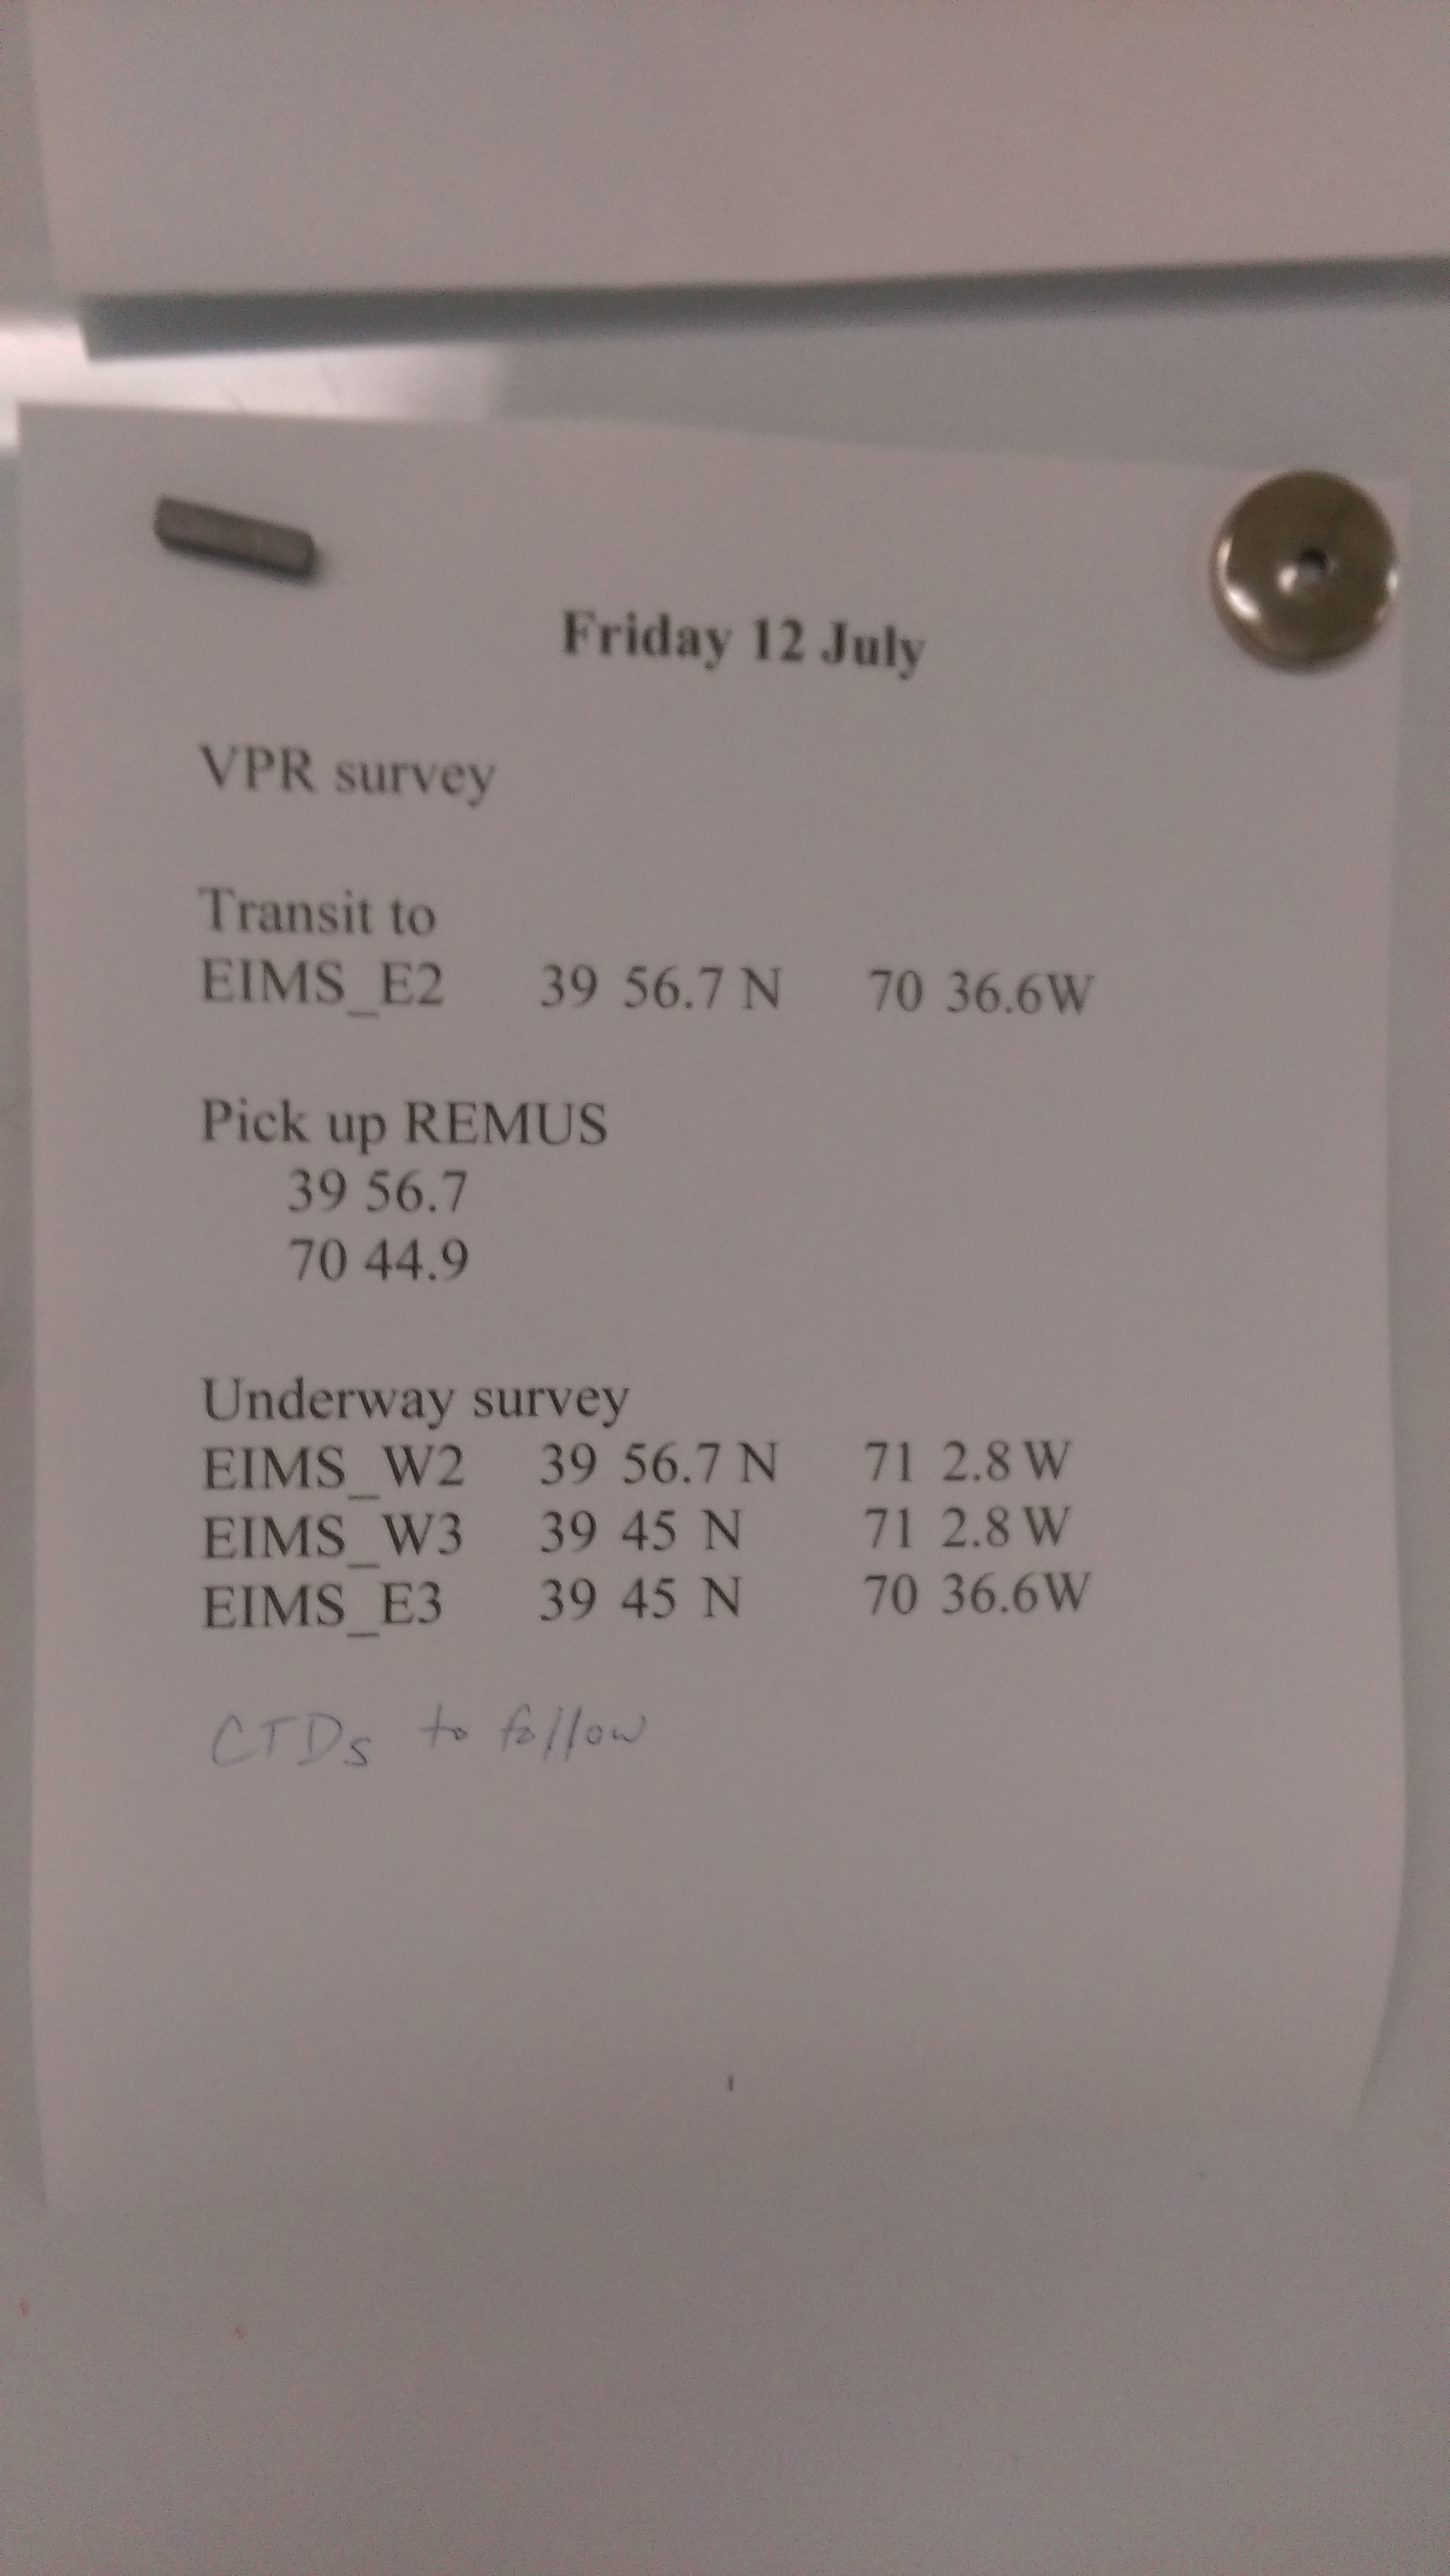 Friday 12 July
VPR survey
Transit to
EIMS_E2 39 56.7 N 70 36.6W
Pick up REMUS
39 56.7
70 44.9
Underway survey
EIMS_W2 39 56.7 N 71 2.8 W
EIMS_W3 39 45 N 71 2.8 W
EIMS_E3 39 45 N 70 36.6W
CTDs to follow